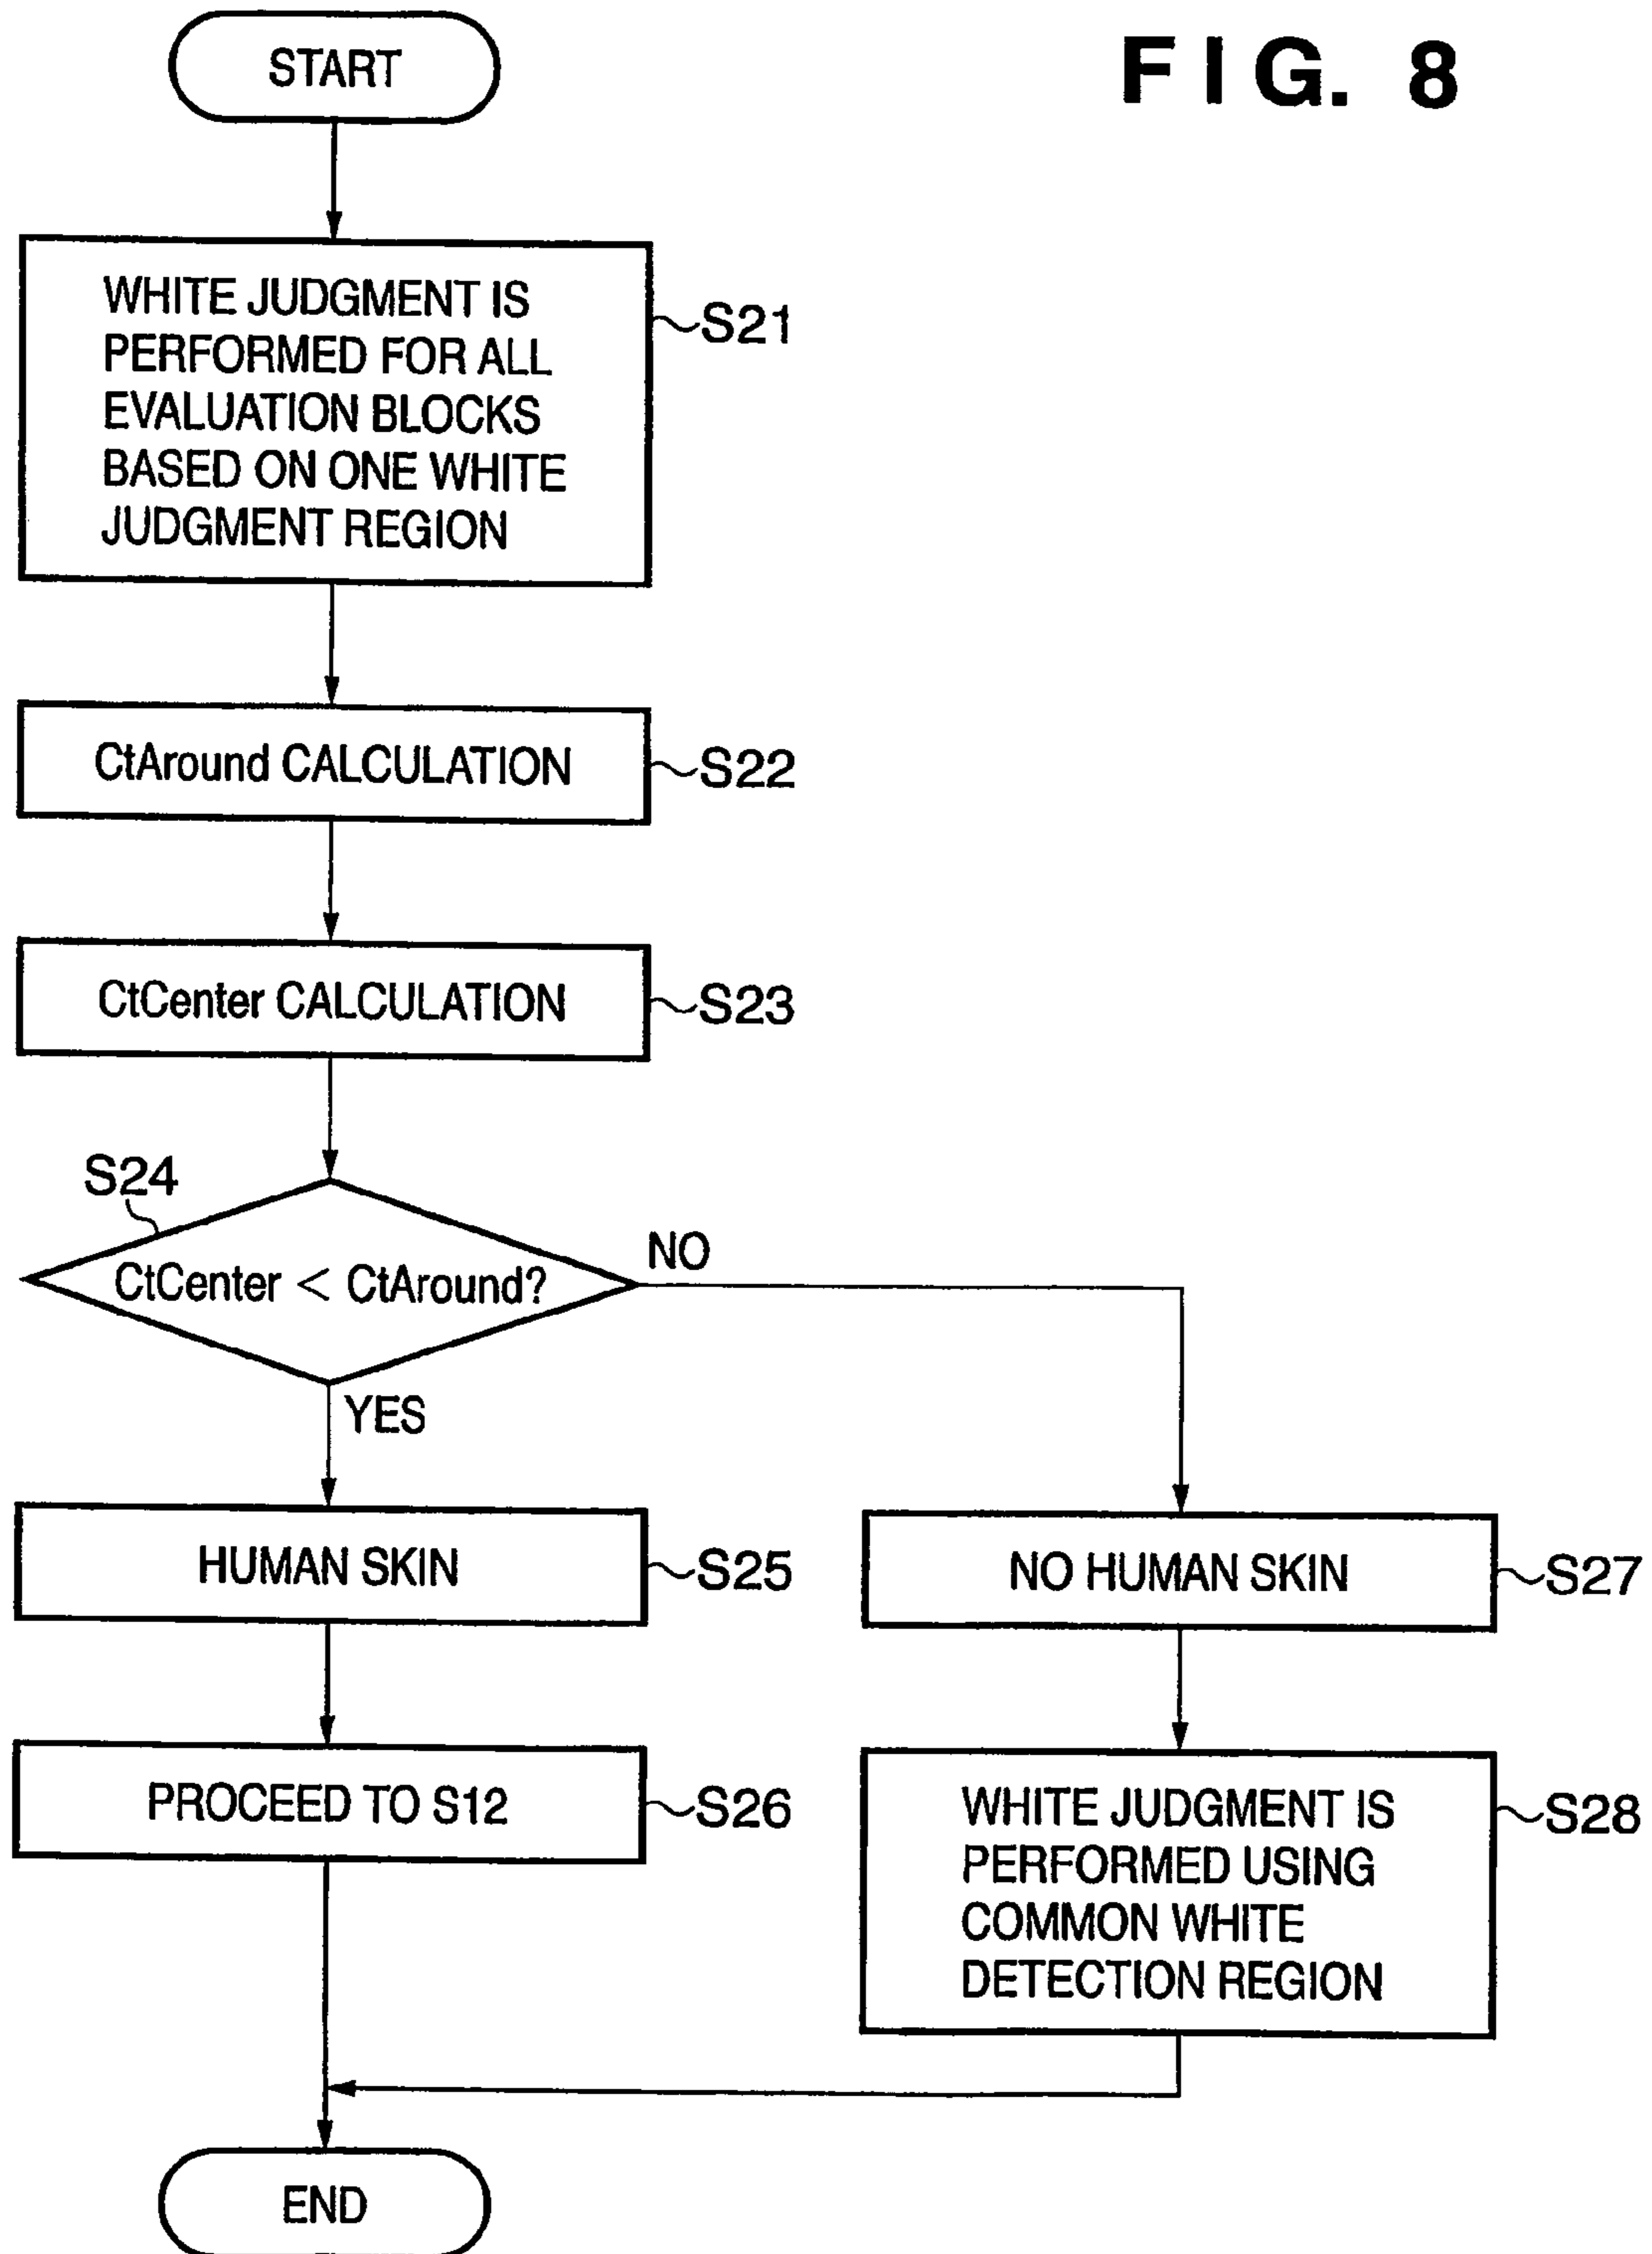 FIG. 8
START
WHITE JUDGMENT IS
PERFORMED FOR ALL
EVALUATION BLOCKS
BASED ON ONE WHITE
JUDGMENT REGION
S21
CtAround CALCULATION
S22
CtCenter CALCULATION
S23
S24
CtCenter < CtAround?
NO
YES
HUMAN SKIN
S25
NO HUMAN SKIN
S27
PROCEED TO S12
S26
WHITE JUDGMENT IS
PERFORMED USING
COMMON WHITE
DETECTION REGION
S28
END